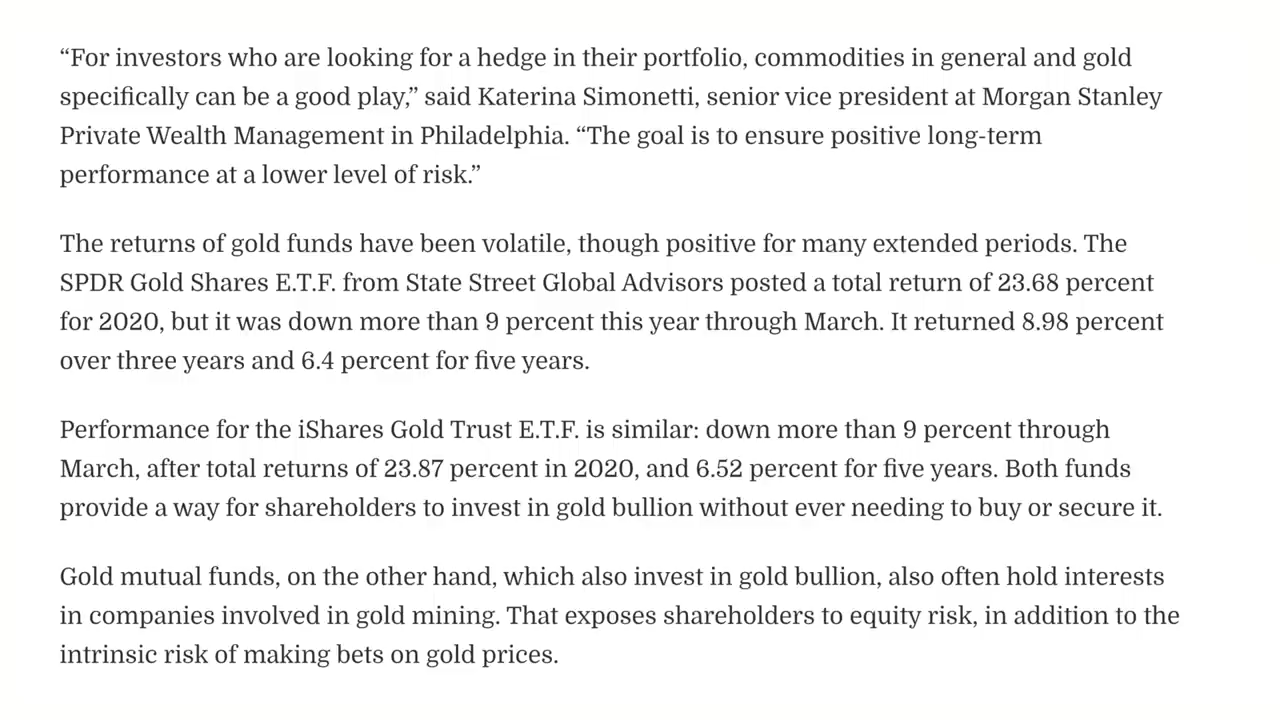 “For investors who are looking for a hedge in their portfolio, commodities in general and gold
specifically can be a good play,” said Katerina Simonetti, senior vice president at Morgan Stanley
Private Wealth Management in Philadelphia. “The goal is to ensure positive long-term
performance at a lower level of risk.”
The returns of gold funds have been volatile, though positive for many extended periods. The
SPDR Gold Shares E.T.F. from State Street Global Advisors posted a total return of 23.68 percent
for 2020, but it was down more than 9 percent this year through March. It returned 8.98 percent
over three years and 6.4 percent for five years.
Performance for the iShares Gold Trust E.T.F. is similar: down more than 9 percent through
March, after total returns of 23.87 percent in 2020, and 6.52 percent for five years. Both funds
provide a way for shareholders to invest in gold bullion without ever needing to buy or secure it.
Gold mutual funds, on the other hand, which also invest in gold bullion, also often hold interests
in companies involved in gold mining. That exposes shareholders to equity risk, in addition to the
intrinsic risk of making bets on gold prices.